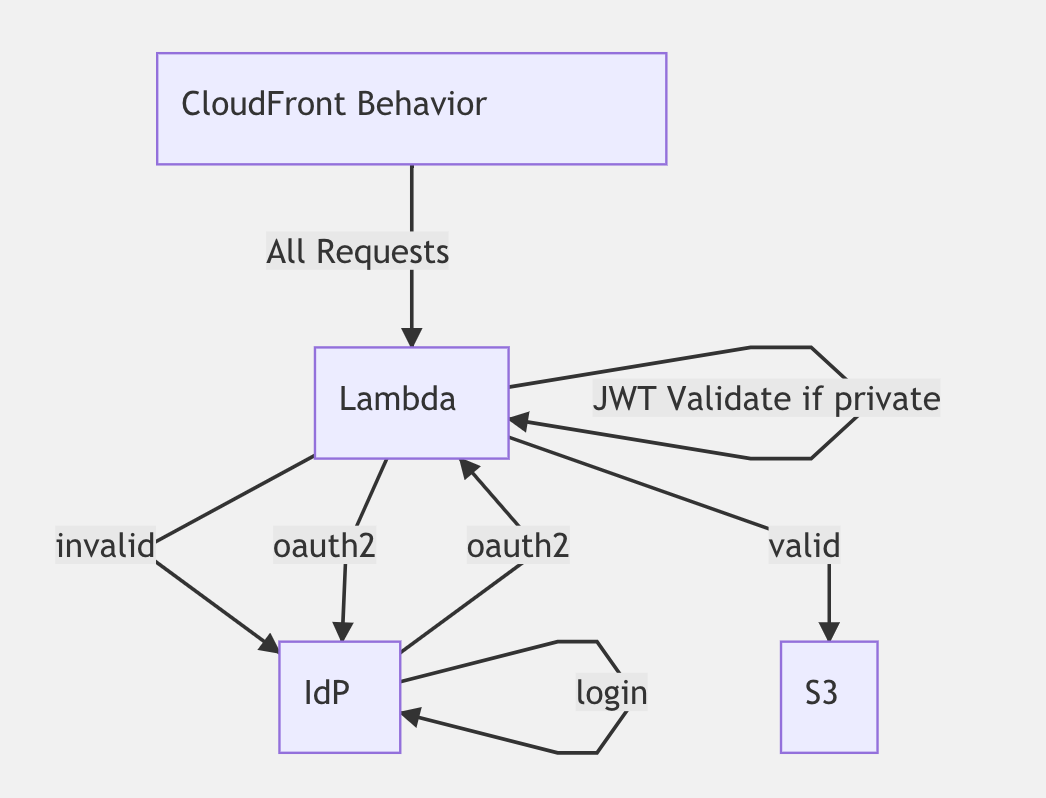 CloudFront Behavior
All Requests
Lambda
JWT Validate if private
invalid
oauth2
oauth2
valid
IdP
login
S3